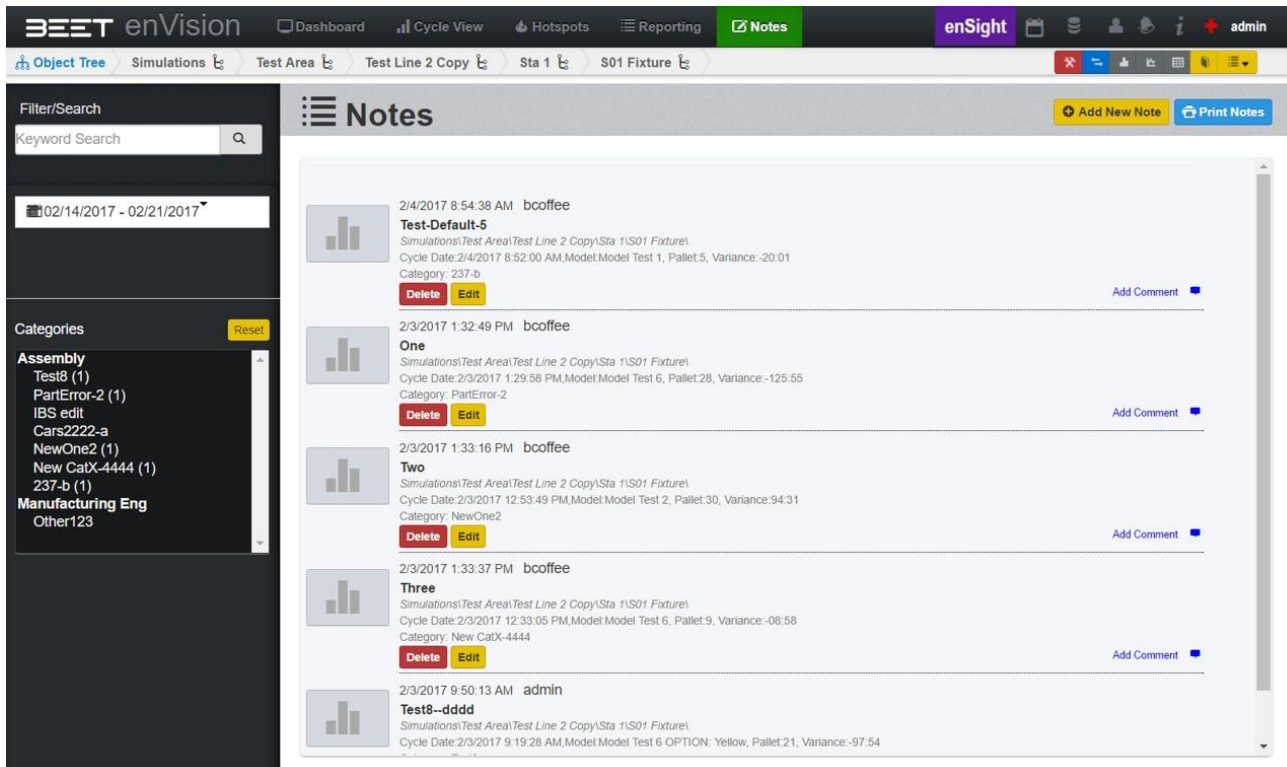 BEET enVision Dashboard Cycle View Hotspots Reporting Notes enSight admin
Object Tree Simulations Test Area Test Line 2 Copy Sta 1 S01 Fixture
Filter/Search
Keyword Search
02/14/2017 - 02/21/2017
Categories Reset
Assembly
Test8 (1)
PartError-2 (1)
IBS edit
Cars2222-a
NewOne2 (1)
New CatX-4444 (1)
237-b (1)
Manufacturing Eng
Other123
Notes
Add New Note Print Notes
2/4/2017 8:54:38 AM bcoffee
Test-Default-5
Simulations\Test Area\Test Line 2 Copy\Sta 1\S01 Fixture\
Cycle Date:2/4/2017 8:52:00 AM,Model:Model Test 1, Pallet:5, Variance:-20:01
Category: 237-b
Delete Edit Add Comment
2/3/2017 1:32:49 PM bcoffee
One
Simulations\Test Area\Test Line 2 Copy\Sta 1\S01 Fixture\
Cycle Date:2/3/2017 1:29:58 PM,Model:Model Test 6, Pallet:28, Variance:-125:55
Category: PartError-2
Delete Edit Add Comment
2/3/2017 1:33:16 PM bcoffee
Two
Simulations\Test Area\Test Line 2 Copy\Sta 1\S01 Fixture\
Cycle Date:2/3/2017 12:53:49 PM,Model:Model Test 2, Pallet:30, Variance:94:31
Category: NewOne2
Delete Edit Add Comment
2/3/2017 1:33:37 PM bcoffee
Three
Simulations\Test Area\Test Line 2 Copy\Sta 1\S01 Fixture\
Cycle Date:2/3/2017 12:33:05 PM,Model:Model Test 6, Pallet:9, Variance:-08:58
Category: New CatX-4444
Delete Edit Add Comment
2/3/2017 9:50:13 AM admin
Test8--dddd
Simulations\Test Area\Test Line 2 Copy\Sta 1\S01 Fixture\
Cycle Date:2/3/2017 9:19:28 AM,Model:Model Test 6 OPTION: Yellow, Pallet:21, Variance:-97:54